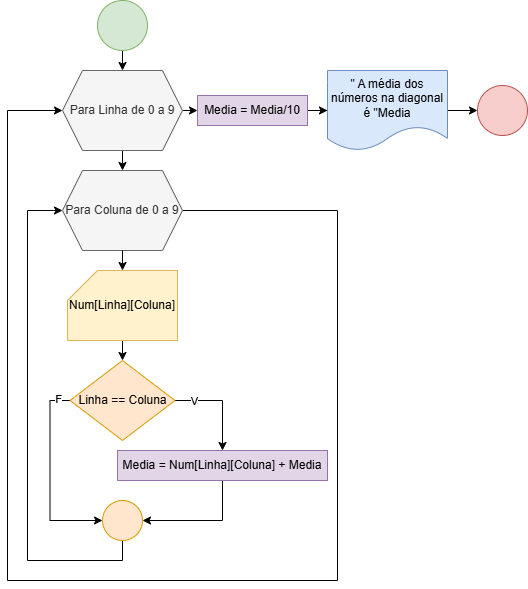 Para Linha de 0 a 9
Media = Media/10
" A média dos
números na diagonal
é "Media
Para Coluna de 0 a 9
Num[Linha][Coluna]
F
Linha == Coluna
V
Media = Num[Linha][Coluna] + Media